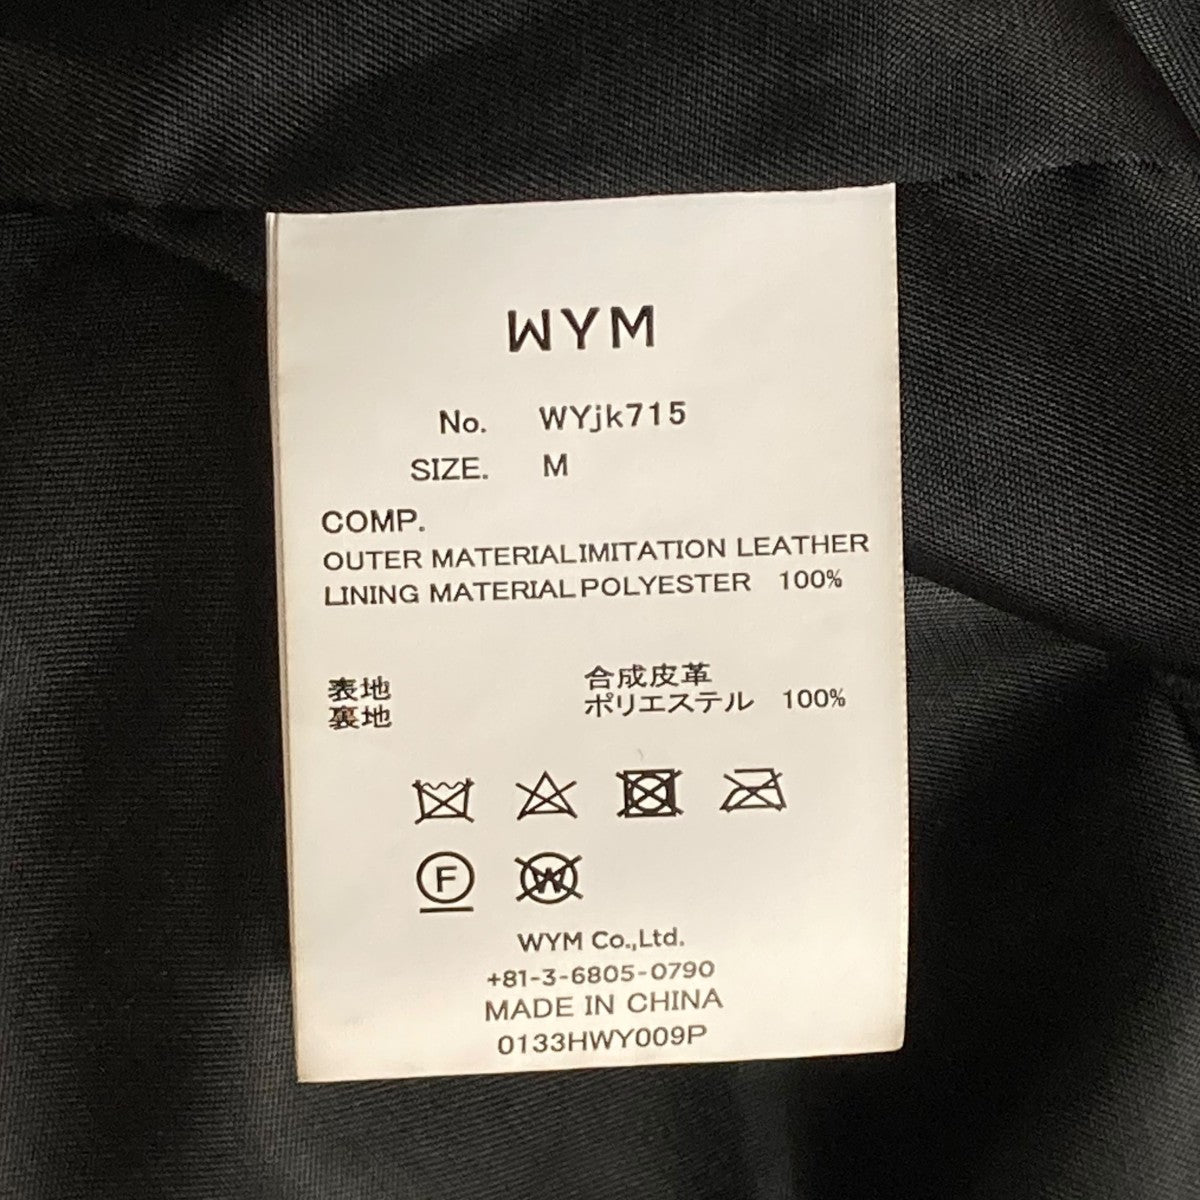 WYM
No. WYjk715
SIZE. M
COMP.
OUTER MATERIALIMITATION LEATHER
LINING MATERIALPOLYESTER 100%
表地 合成皮革
裏地 ポリエステル 100%
F W
WYM Co.,Ltd.
+81-3-6805-0790
MADE IN CHINA
0133HWY009P